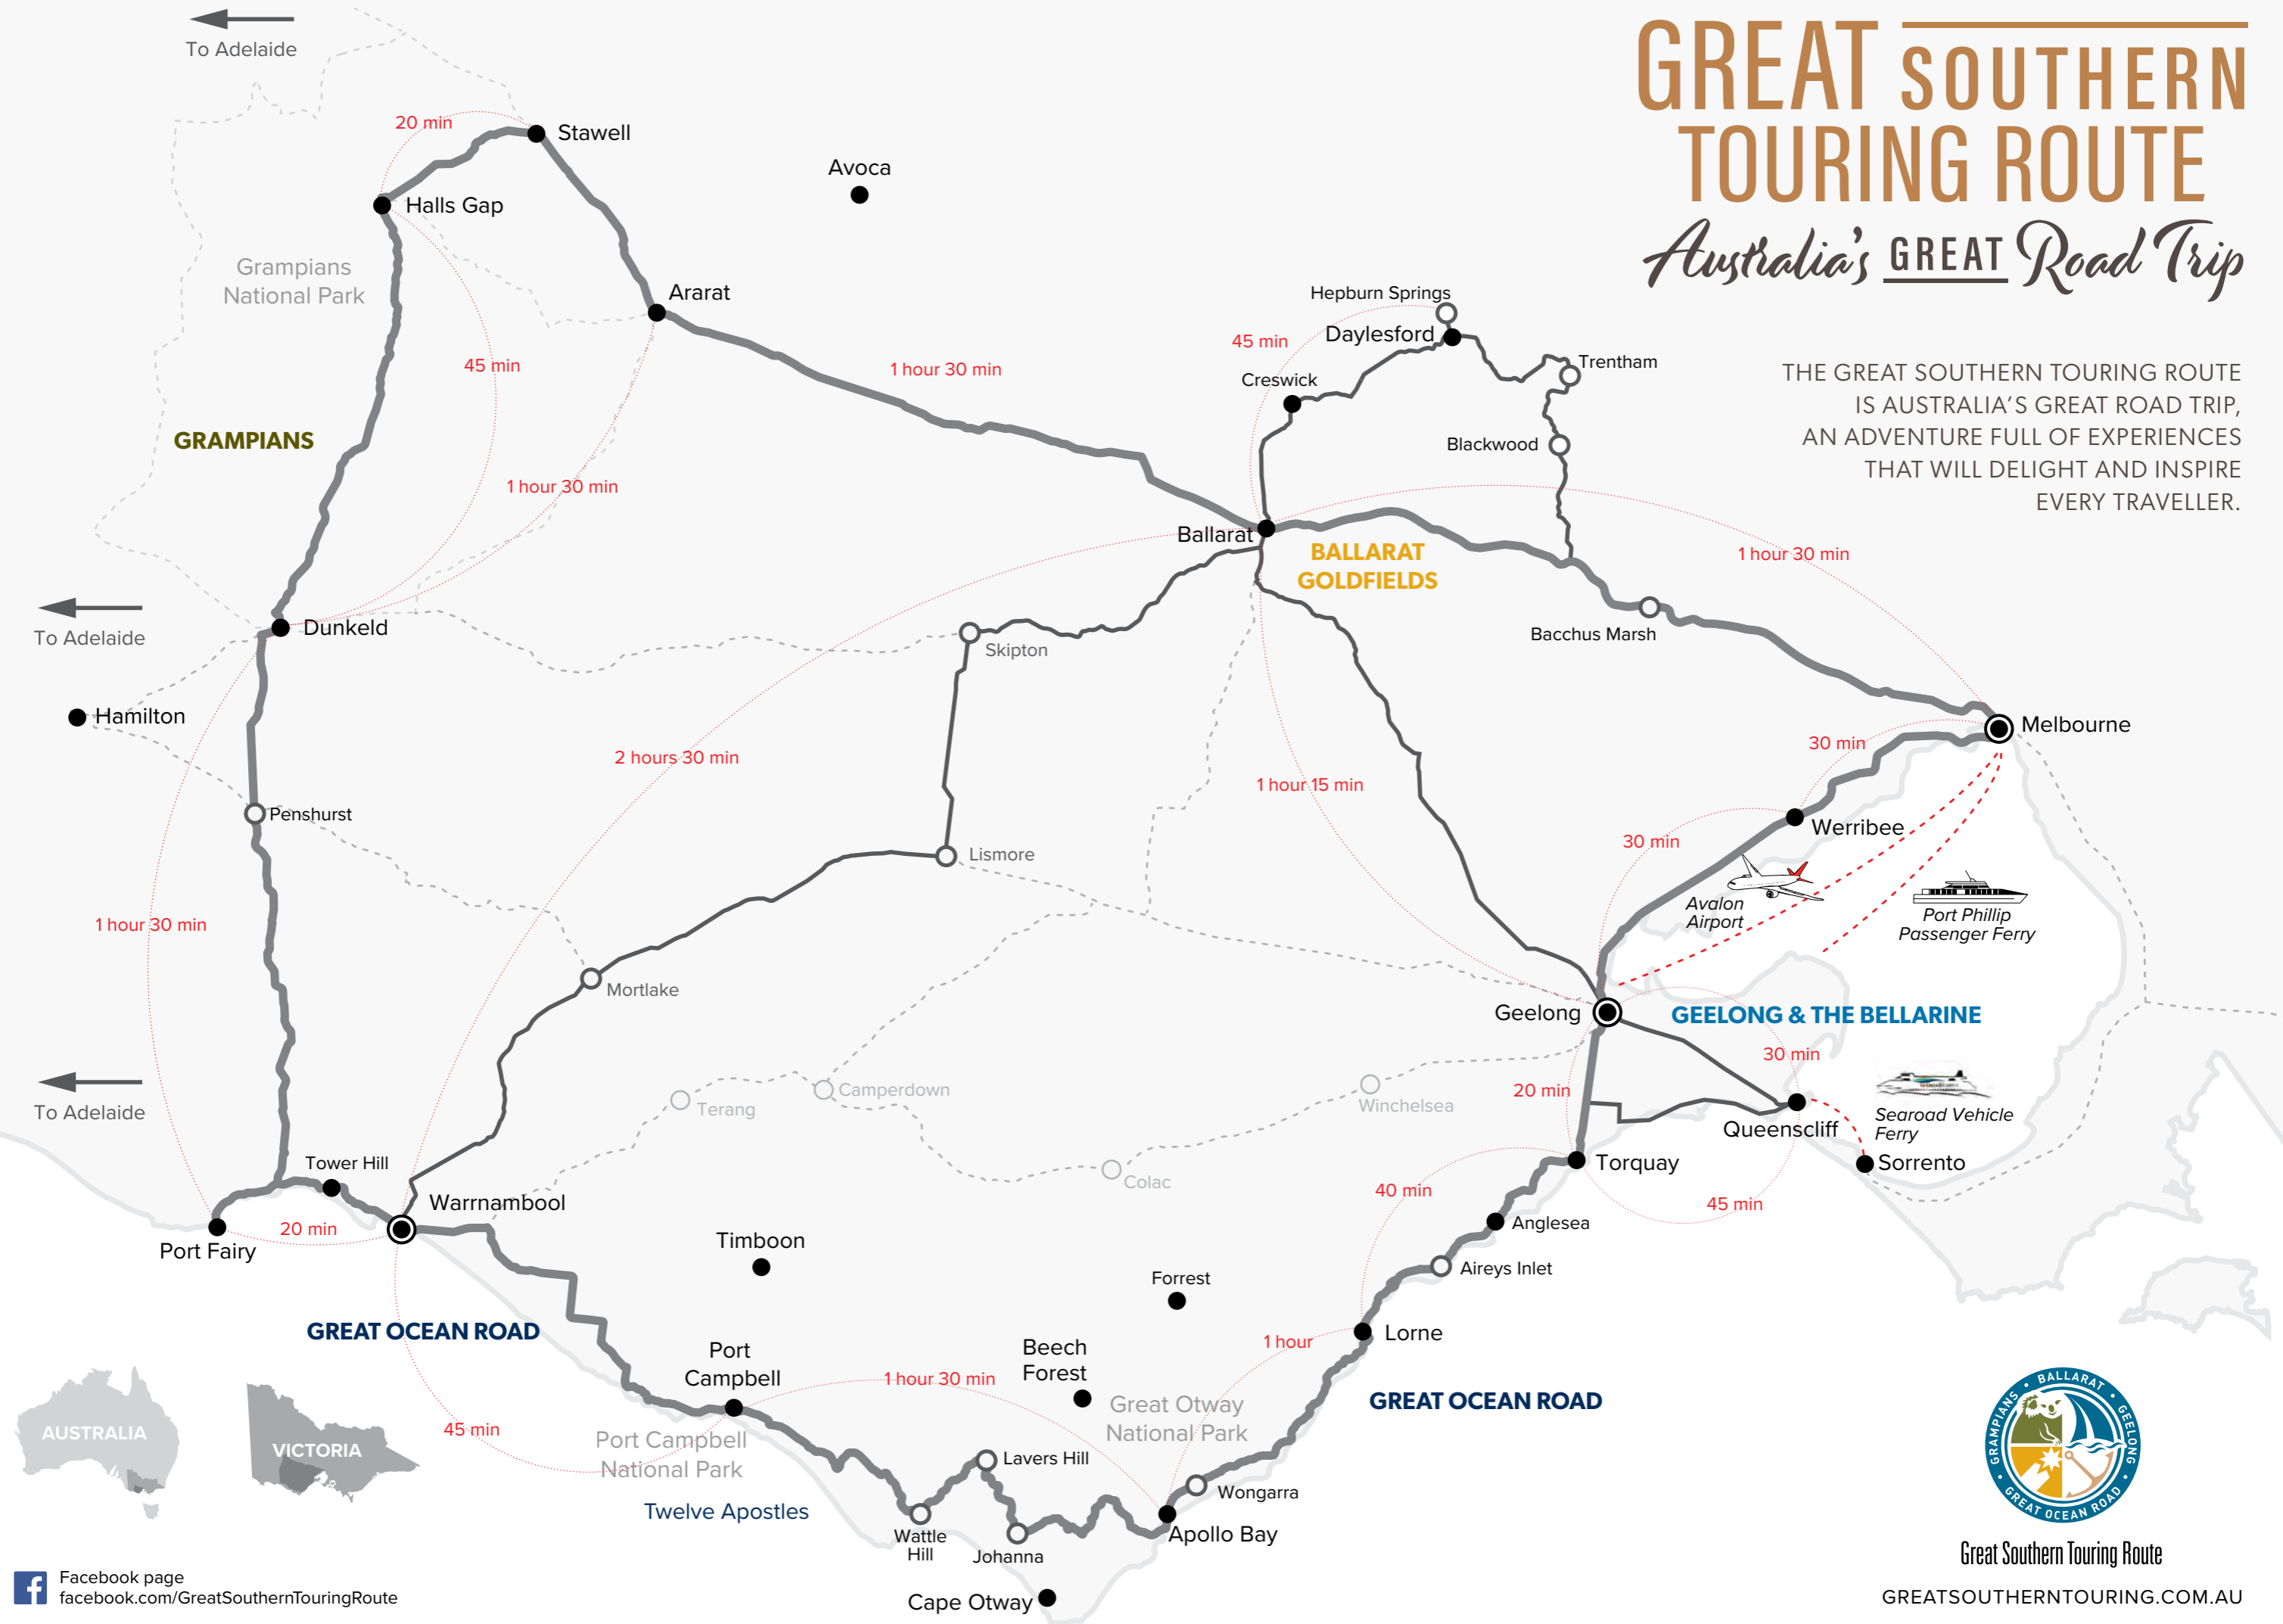 To Adelaide
GREAT SOUTHERN
TOURING ROUTE
Australia's GREAT Road Trip
THE GREAT SOUTHERN TOURING ROUTE
IS AUSTRALIA'S GREAT ROAD TRIP,
AN ADVENTURE FULL OF EXPERIENCES
THAT WILL DELIGHT AND INSPIRE
EVERY TRAVELLER.
20 min
Stawell
Avoca
Halls Gap
Grampians
National Park
Ararat
Hepburn Springs
Daylesford
45 min
Trentham
45 min
1 hour 30 min
Creswick
GRAMPIANS
Blackwood
1 hour 30 min
Ballarat
BALLARAT
GOLDFIELDS
1 hour 30 min
To Adelaide
Dunkeld
Skipton
Bacchus Marsh
Hamilton
Melbourne
2 hours 30 min
30 min
1 hour 15 min
Penshurst
Werribee
30 min
Lismore
Avalon
Airport
Port Phillip
Passenger Ferry
1 hour 30 min
Mortlake
Geelong
GEELONG & THE BELLARINE
30 min
20 min
Camperdown
Terang
Winchelsea
To Adelaide
Searoad Vehicle
Ferry
Queenscliff
Tower Hill
Torquay
Sorrento
Colac
40 min
45 min
Warrnambool
20 min
Port Fairy
Anglesea
Timboon
Aireys Inlet
Forrest
GREAT OCEAN ROAD
Lorne
1 hour
Port
Campbell
Beech
Forest
1 hour 30 min
GREAT OCEAN ROAD
Great Otway
National Park
45 min
Port Campbell
National Park
Lavers Hill
Wongarra
Twelve Apostles
Wattle
Hill
Johanna
Apollo Bay
Cape Otway
AUSTRALIA
VICTORIA
Facebook page
facebook.com/GreatSouthernTouringRoute
GRAMPIANS • BALLARAT • GEELONG • GREAT OCEAN ROAD •
Great Southern Touring Route
GREATSOUTHERNTOURING.COM.AU